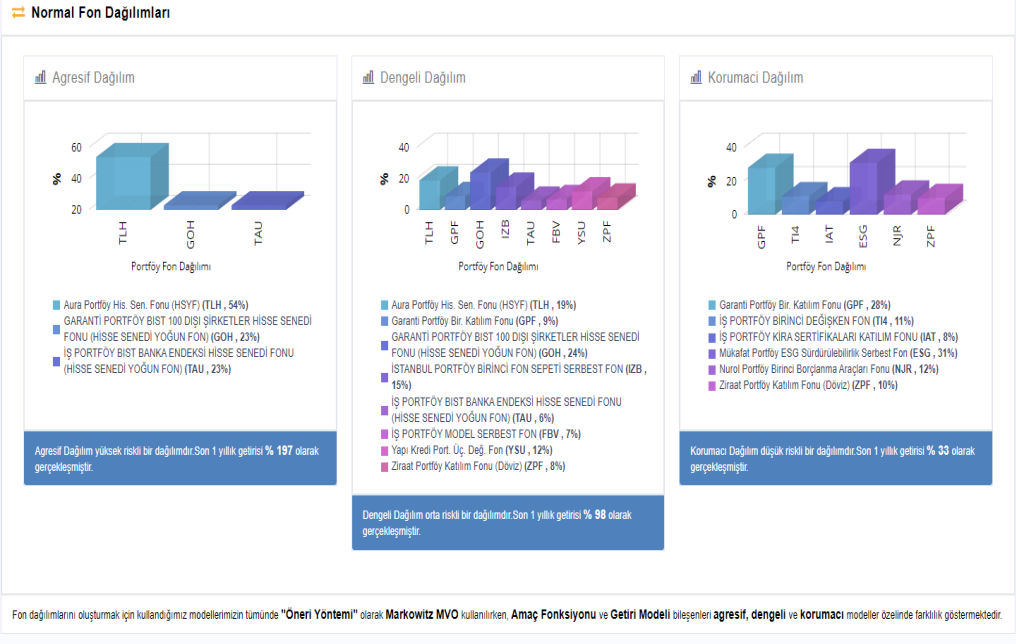 Normal Fon Dağılımları
Agresif Dağılım
60
40
20
%
TLH
GOH
TAU
Portföy Fon Dağılımı
Aura Portföy His. Sen. Fonu (HSYF) (TLH , 54%)
GARANTİ PORTFÖY BIST 100 DIŞI ŞİRKETLER HİSSE SENEDİ
FONU (HİSSE SENEDİ YOĞUN FON) (GOH , 23%)
İŞ PORTFÖY BIST BANKA ENDEKSİ HİSSE SENEDİ FONU
(HİSSE SENEDİ YOĞUN FON) (TAU , 23%)
Agresif Dağılım yüksek riskli bir dağılımdır.Son 1 yıllık getirisi % 197 olarak
gerçekleşmiştir.
Dengeli Dağılım
40
20
0
%
TLH
GPF
GOH
IZB
TAU
FBV
YSU
ZPF
Portföy Fon Dağılımı
Aura Portföy His. Sen. Fonu (HSYF) (TLH , 19%)
Garanti Portföy Bir. Katılım Fonu (GPF , 9%)
GARANTİ PORTFÖY BIST 100 DIŞI ŞİRKETLER HİSSE SENEDİ
FONU (HİSSE SENEDİ YOĞUN FON) (GOH , 24%)
İSTANBUL PORTFÖY BİRİNCİ FON SEPETİ SERBEST FON (IZB ,
15%)
İŞ PORTFÖY BIST BANKA ENDEKSİ HİSSE SENEDİ FONU
(HİSSE SENEDİ YOĞUN FON) (TAU , 6%)
İŞ PORTFÖY MODEL SERBEST FON (FBV , 7%)
Yapı Kredi Port. Üç. Değ. Fon (YSU , 12%)
Ziraat Portföy Katılım Fonu (Döviz) (ZPF , 8%)
Dengeli Dağılım orta riskli bir dağılımdır.Son 1 yıllık getirisi % 98 olarak
gerçekleşmiştir.
Korumaci Dağılım
40
20
0
%
GPF
TI4
IAT
ESG
NJR
ZPF
Portföy Fon Dağılımı
Garanti Portföy Bir. Katılım Fonu (GPF , 28%)
İŞ PORTFÖY BİRİNCİ DEĞİŞKEN FON (TI4 , 11%)
İŞ PORTFÖY KİRA SERTİFİKALARI KATILIM FONU (IAT , 8%)
Mükafat Portföy ESG Sürdürülebilirlik Serbest Fon (ESG , 31%)
Nurol Portföy Birinci Borçlanma Araçları Fonu (NJR , 12%)
Ziraat Portföy Katılım Fonu (Döviz) (ZPF , 10%)
Korumacı Dağılım düşük riskli bir dağılımdır.Son 1 yıllık getirisi % 33 olarak
gerçekleşmiştir.
Fon dağılımlarını oluşturmak için kullandığımız modellerimizin tümünde "Öneri Yöntemi" olarak Markowitz MVO kullanılırken, Amaç Fonksiyonu ve Getiri Modeli bileşenleri agresif, dengeli ve korumacı modeller özelinde farklılık göstermektedir.